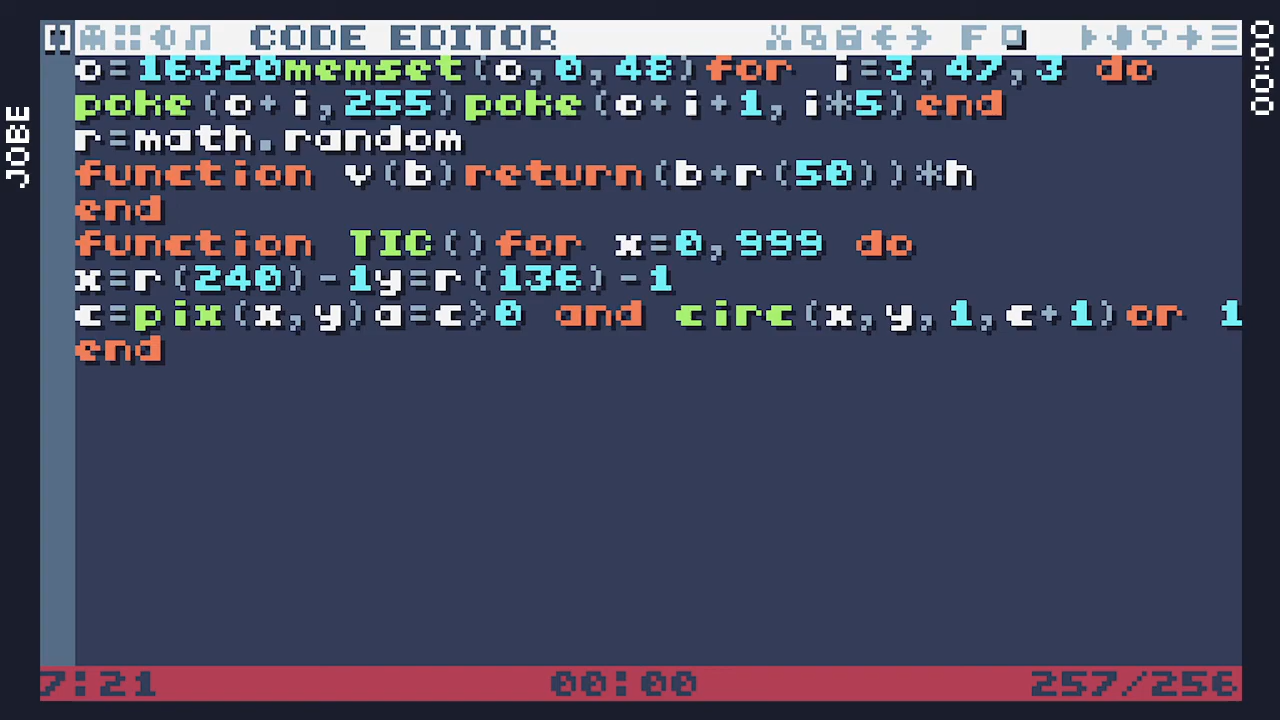 CODE EDITOR
o=16320memset(o,0,48)for i=3,47,3 do
poke(o+i,255)poke(o+i+1,i*5)end
r=math.random
function v(b)return(b+r(50))*h
end
function TIC()for x=0,999 do
x=r(240)-1y=r(136)-1
c=pix(x,y)a=c>0 and circ(x,y,1,c+1)or 1
end
7:21 00:00 257/256
JOBE
00:00